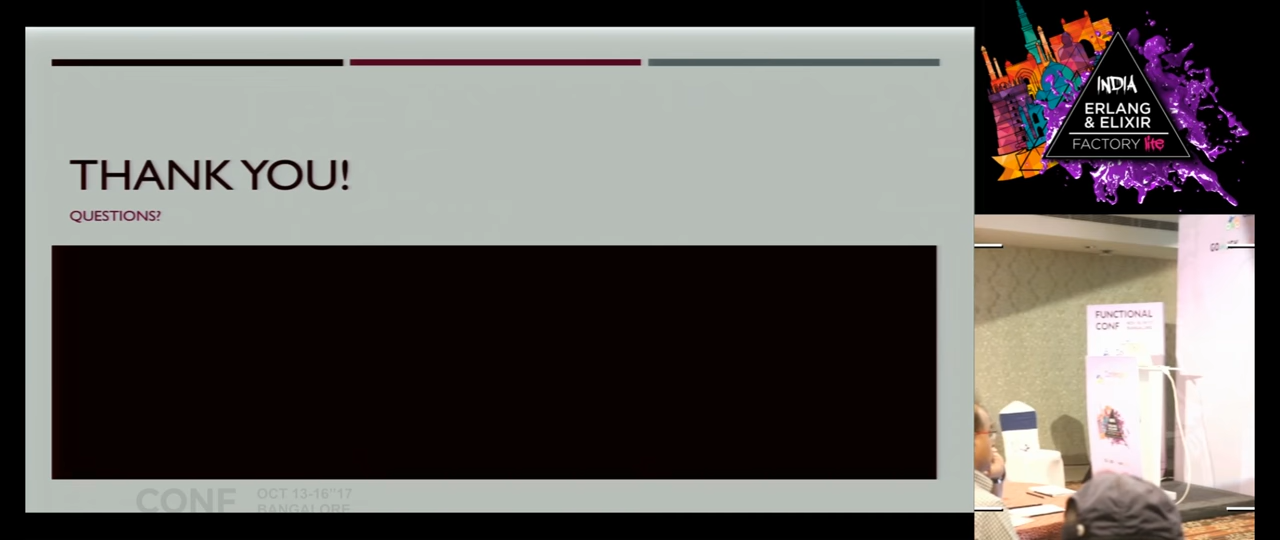 THANK YOU!
QUESTIONS?
CONF
OCT 13-16"17
BANGALORE
INDIA
ERLANG
& ELIXIR
FACTORY lite
FUNCTIONAL
CONF